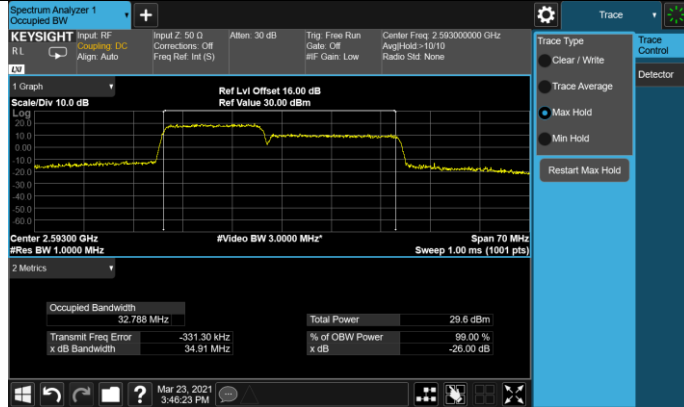 Spectrum Analyzer 1
Occupied BW
+
Trace
KEYSIGHT
RL
LXI
Input: RF
Coupling: DC
Align: Auto
Input Z: 50 Ω
Corrections: Off
Freq Ref: Int (S)
Atten: 30 dB
Trig: Free Run
Gate: Off
#IF Gain: Low
Center Freq: 2.593000000 GHz
Avg|Hold:>10/10
Radio Std: None
Trace Type
Clear / Write
Trace Average
Max Hold
Min Hold
Restart Max Hold
Trace
Control
Detector
1 Graph
Scale/Div 10.0 dB
Ref Lvl Offset 16.00 dB
Ref Value 30.00 dBm
Log
20.0
10.0
0.00
-10.0
-20.0
-30.0
-40.0
-50.0
-60.0
Center 2.59300 GHz
#Video BW 3.0000 MHz*
Span 70 MHz
#Res BW 1.0000 MHz
Sweep 1.00 ms (1001 pts)
2 Metrics
Occupied Bandwidth
32.788 MHz
Total Power 29.6 dBm
Transmit Freq Error -331.30 kHz
% of OBW Power 99.00 %
x dB Bandwidth 34.91 MHz
x dB -26.00 dB
?
Mar 23, 2021
3:46:23 PM